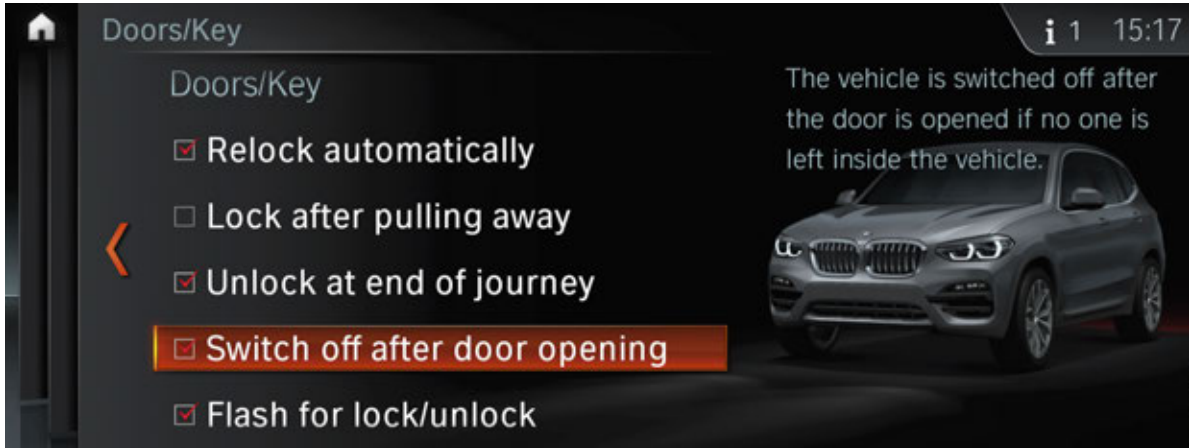 Doors/Key
i 1 15:17
Doors/Key
Relock automatically
Lock after pulling away
Unlock at end of journey
Switch off after door opening
Flash for lock/unlock
The vehicle is switched off after
the door is opened if no one is
left inside the vehicle.